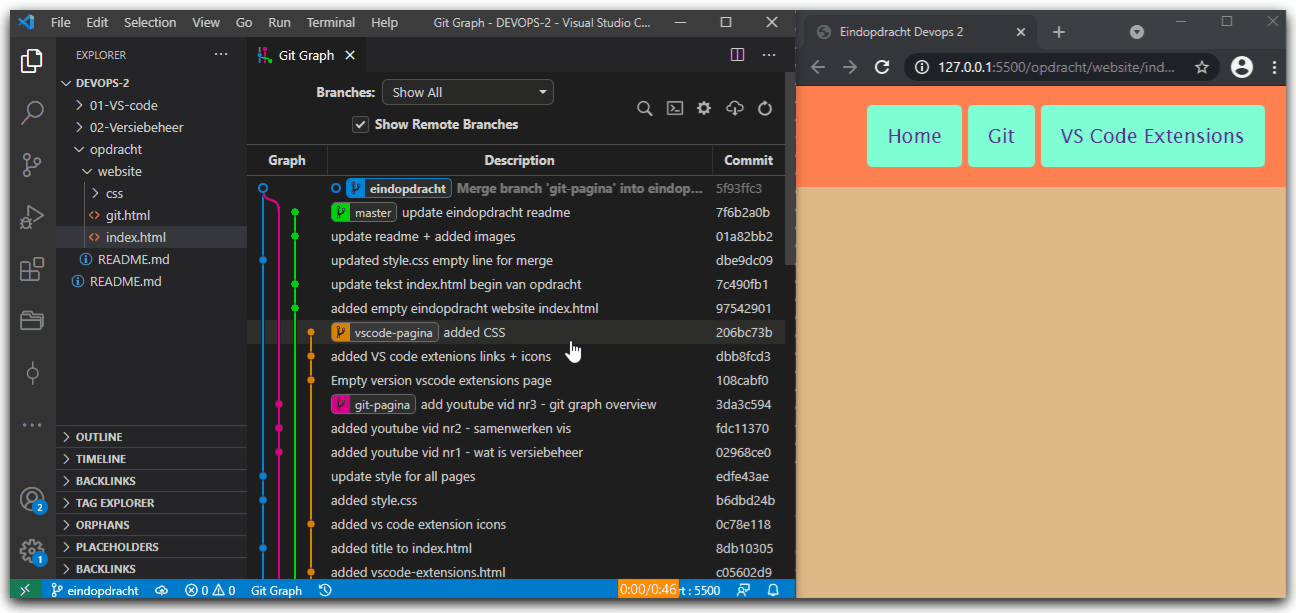 File Edit Selection View Go Run Terminal Help Git Graph - DEVOPS-2 - Visual Studio C...
EXPLORER
DEVOPS-2
01-VS-code
02-Versiebeheer
opdracht
website
css
git.html
index.html
README.md
README.md
OUTLINE
TIMELINE
BACKLINKS
TAG EXPLORER
ORPHANS
PLACEHOLDERS
BACKLINKS
2
1
Git Graph
Branches: Show All
Show Remote Branches
Graph Description Commit
eindopdracht Merge branch 'git-pagina' into eindop... 5f93ffc3
master update eindopdracht readme 7f6b2a0b
update readme + added images 01a82bb2
updated style.css empty line for merge dbe9dc09
update tekst index.html begin van opdracht 7c490fb1
added empty eindopdracht website index.html 97542901
vscode-pagina added CSS 206bc73b
added VS code extenions links + icons dbb8fcd3
Empty version vscode extensions page 108cabf0
git-pagina add youtube vid nr3 - git graph overview 3da3c594
added youtube vid nr2 - samenwerken vis fdc11370
added youtube vid nr1 - wat is versiebeheer 02968ce0
update style for all pages edfe43ae
added style.css b6dbd24b
added vs code extension icons 0c78e118
added title to index.html 8db10305
added vscode-extensions.html c05602d9
eindopdracht 0 0 Git Graph 0:00/0:46 rt : 5500
Eindopdracht Devops 2
127.0.0.1:5500/opdracht/website/ind...
Home Git VS Code Extensions